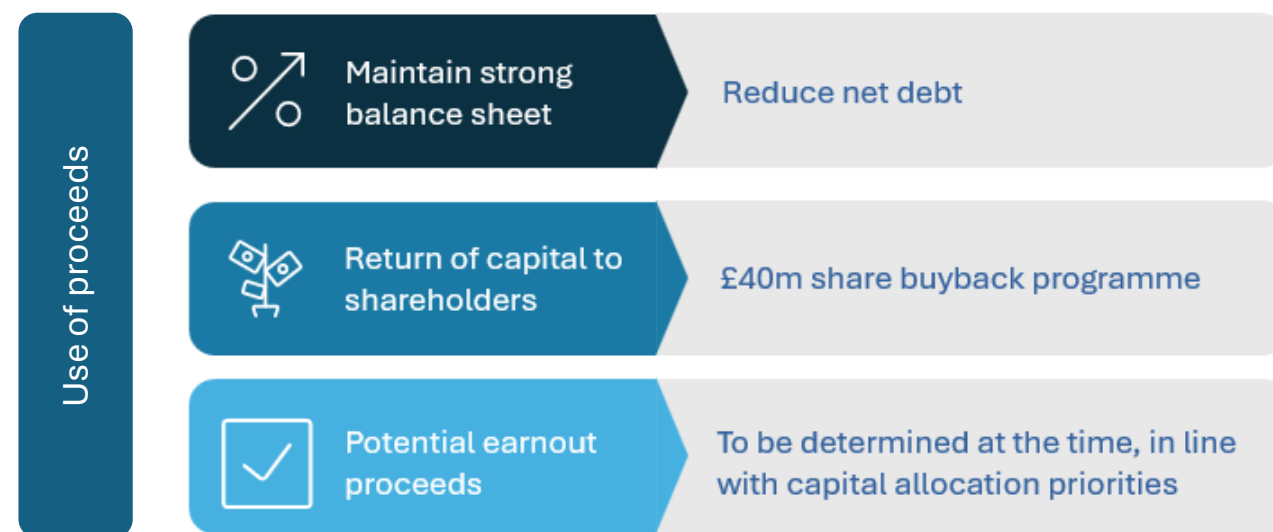 Use of proceeds
Maintain strong
balance sheet
Reduce net debt
Return of capital to
shareholders
£40m share buyback programme
Potential earnout
proceeds
To be determined at the time, in line
with capital allocation priorities